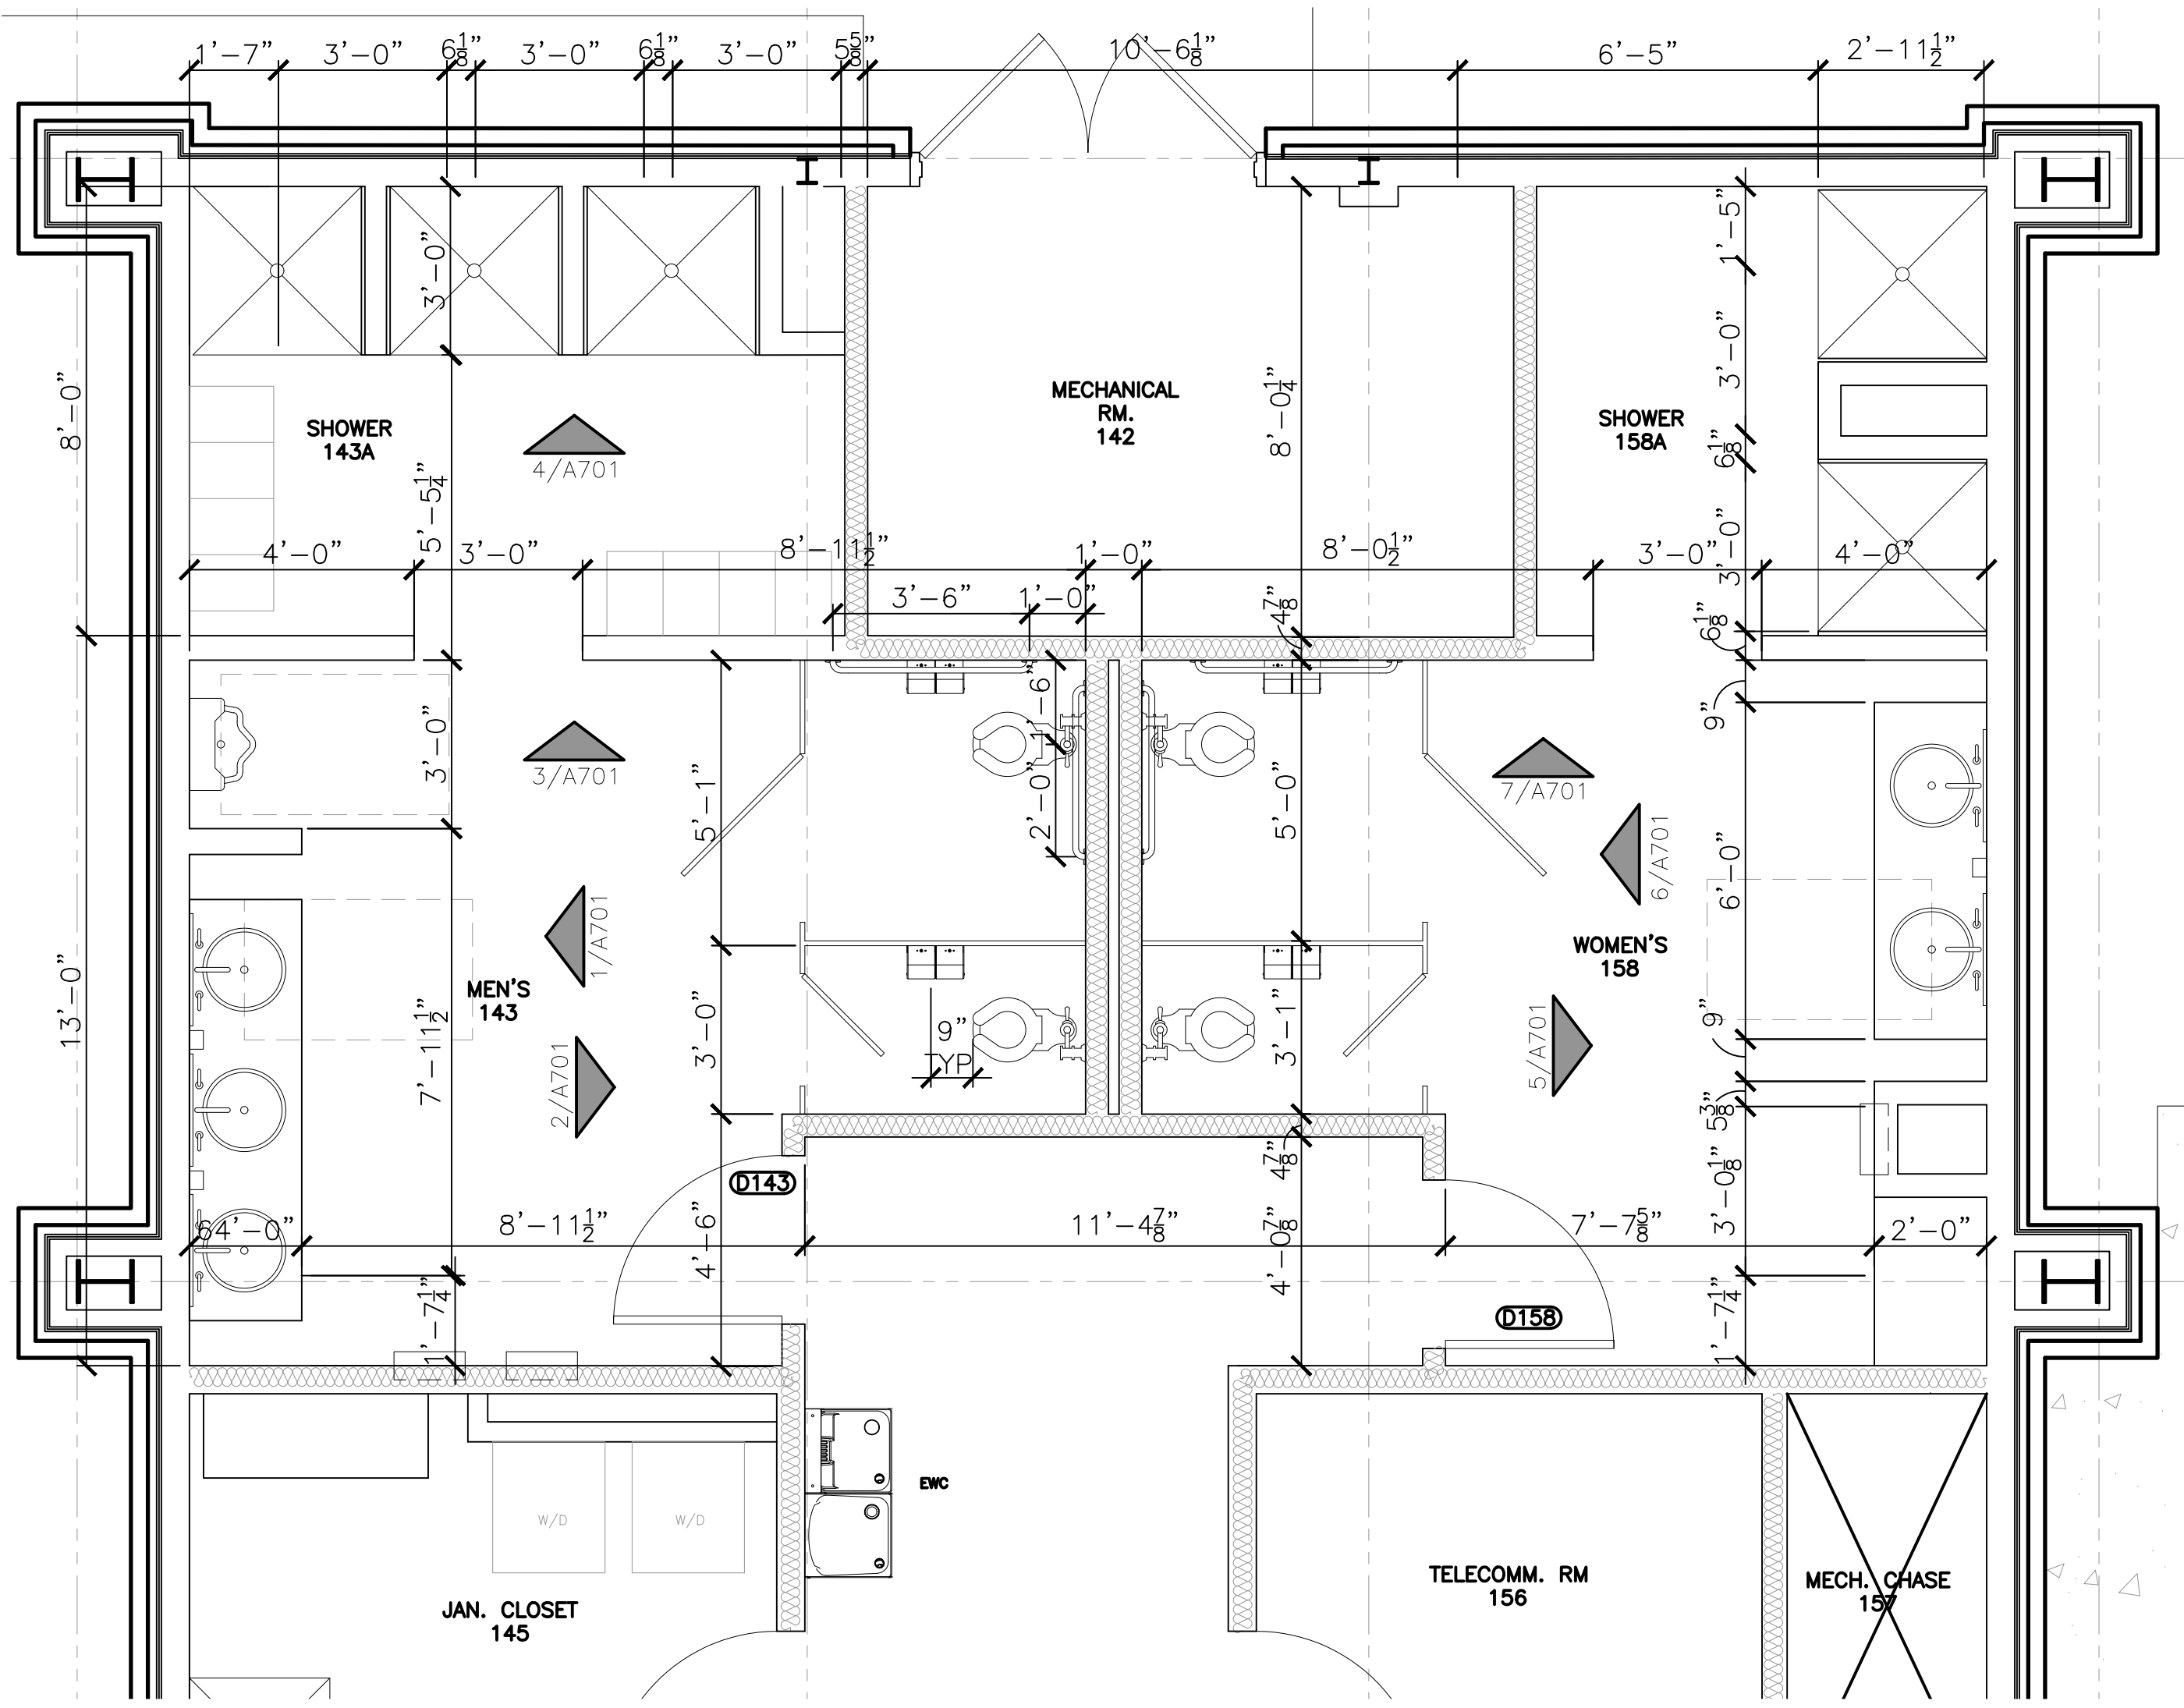 1'-7" 3'-0" 6 1/8" 3'-0" 6 1/8" 3'-0" 5 5/8" 10'-6 1/8" 6'-5" 2'-11 1/2"
1'-5"
3'-0"
3'-0"
8'-0"
8'-0 1/4"
MECHANICAL
RM.
142
SHOWER
143A
SHOWER
158A
4/A701
6 1/8"
5'-5 1/4"
3'-0"
4'-0" 3'-0" 8'-11 1/2" 1'-0" 8'-0 1/2" 3'-0" 4'-0"
3'-6" 1'-0"
4 7/8"
6 1/8"
1'-6"
9"
3'-0"
3/A701
7/A701
5'-1"
2'-0"
5'-0"
6/A701
6'-0"
1/A701
WOMEN'S
158
MEN'S
143
13'-0"
7'-11 1/2"
3'-0"
9"
TYP
3'-1"
9"
2/A701
5/A701
5 3/8"
4 7/8"
D143
3'-0 1/8"
64'-0" 8'-11 1/2" 11'-4 7/8" 7'-7 5/8" 2'-0"
4'-6"
4'-0 7/8"
1'-7 1/4"
D158
1'-7 1/4"
EWC
W/D W/D
TELECOMM. RM
156
MECH. CHASE
157
JAN. CLOSET
145